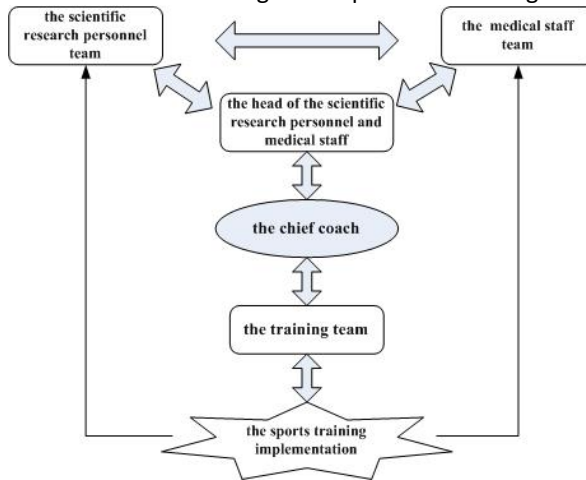 the scientific
research personnel
team
the medical staff
team
the head of the scientific
research personnel and
medical staff
the chief coach
the training team
the sports training
implementation